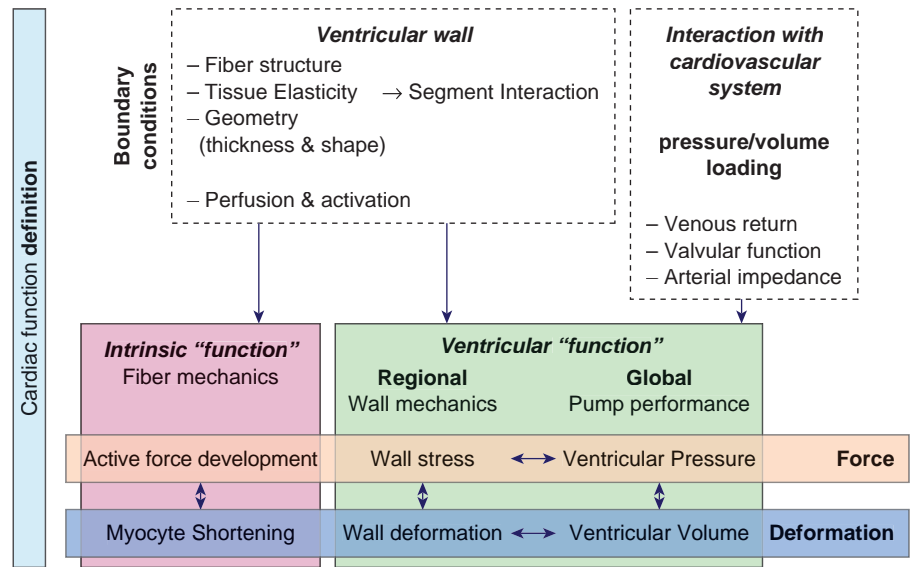 Cardiac function definition
Boundary
conditions
Ventricular wall
– Fiber structure
– Tissue Elasticity → Segment Interaction
– Geometry
(thickness & shape)
– Perfusion & activation
Interaction with
cardiovascular
system
pressure/volume
loading
– Venous return
– Valvular function
– Arterial impedance
Intrinsic “function”
Fiber mechanics
Ventricular “function”
Regional
Wall mechanics
Global
Pump performance
Active force development
Wall stress
Ventricular Pressure
Force
Myocyte Shortening
Wall deformation
Ventricular Volume
Deformation